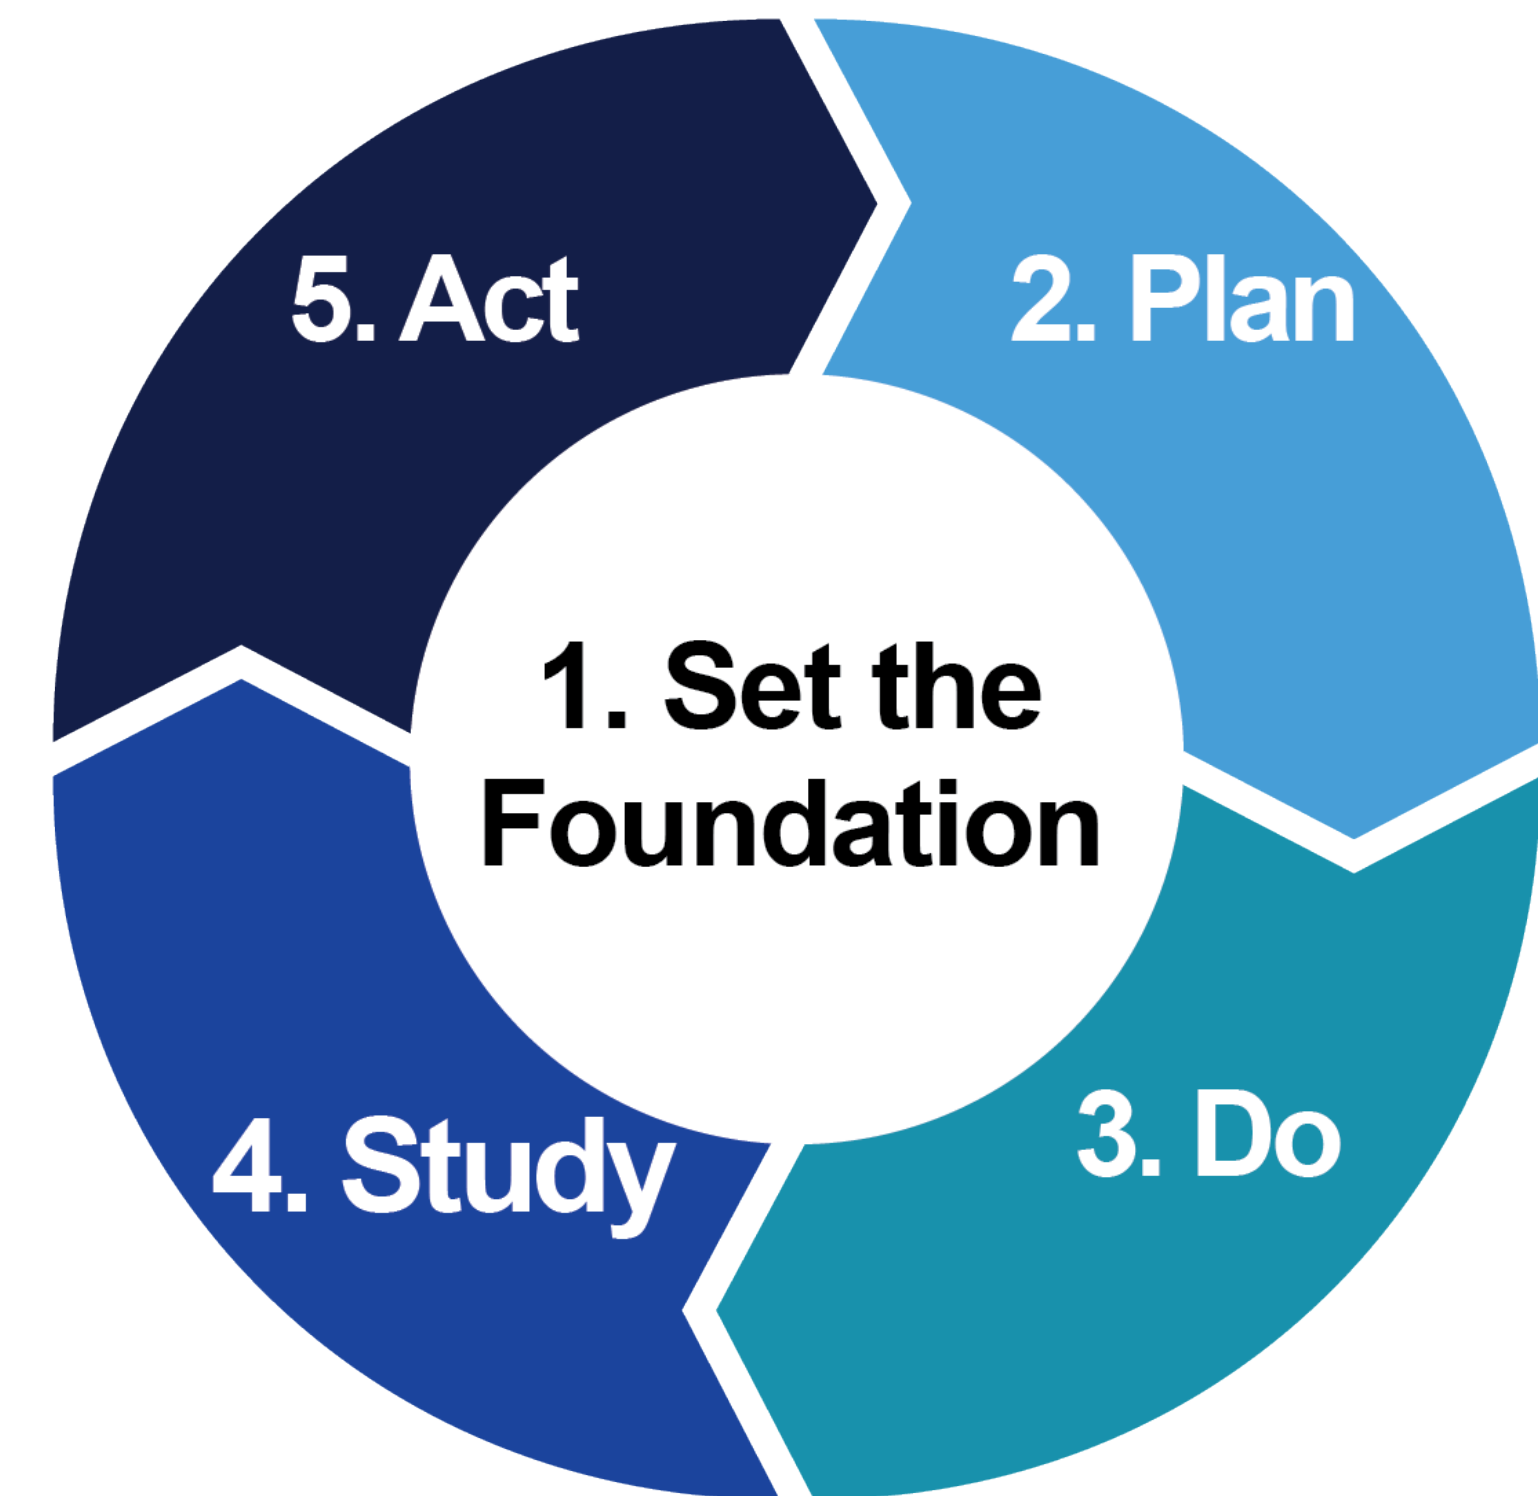 1. Set the
Foundation
2. Plan
3. Do
4. Study
5. Act